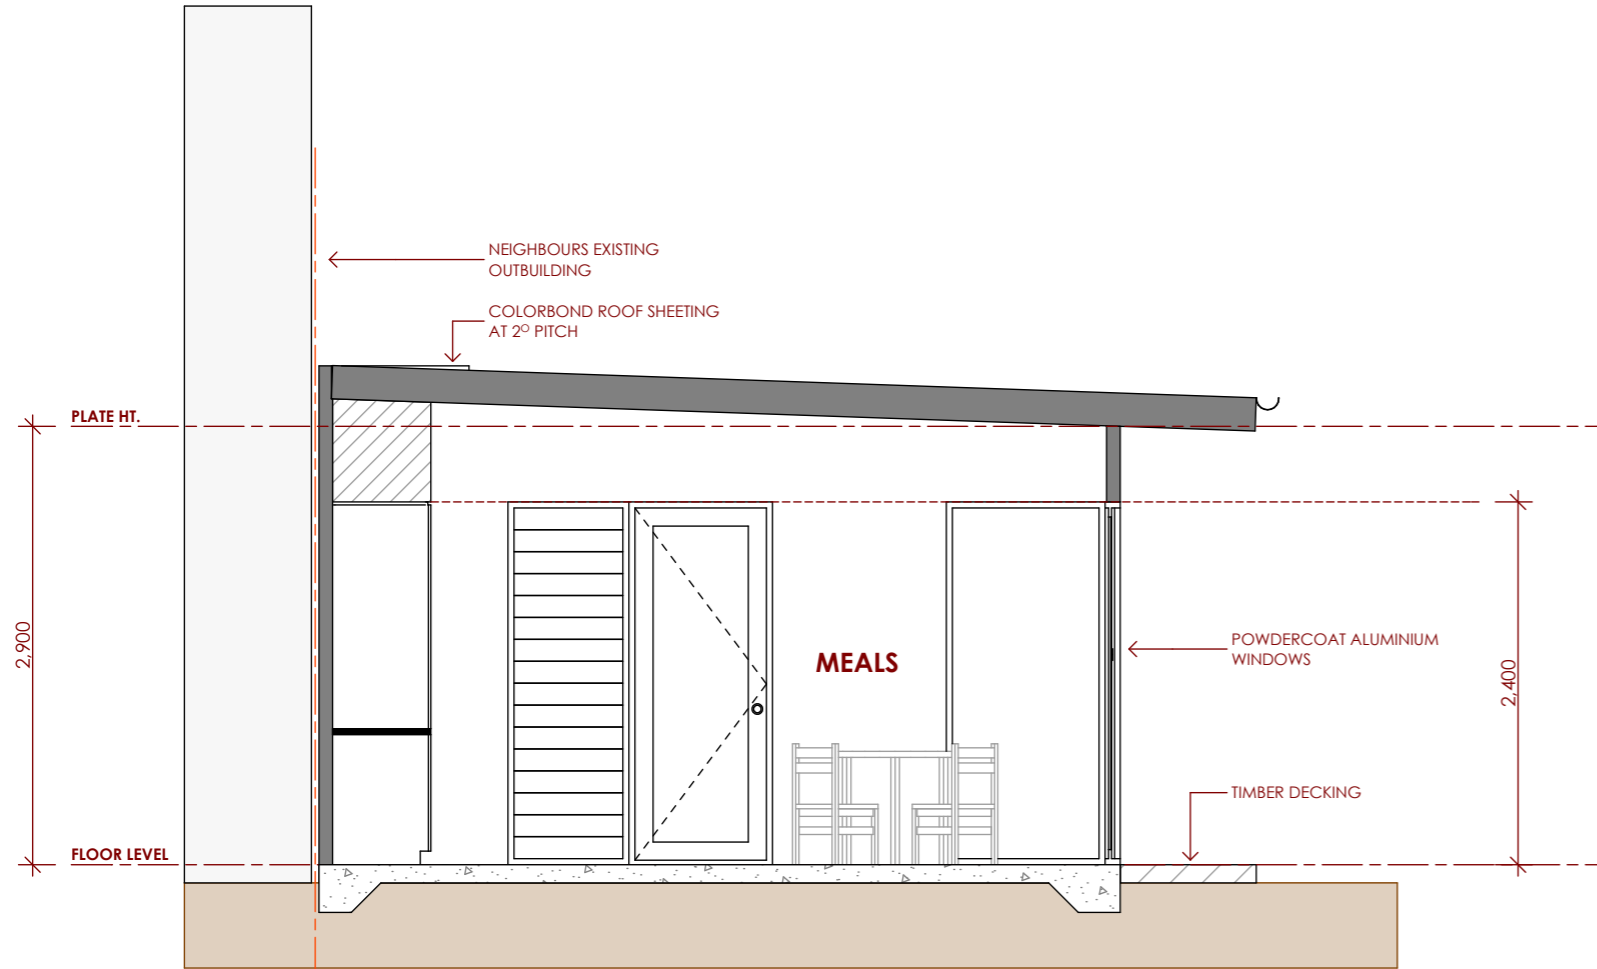 NEIGHBOURS EXISTING
OUTBUILDING
COLORBOND ROOF SHEETING
AT 2° PITCH
PLATE HT.
2,900
MEALS
POWDERCOAT ALUMINIUM
WINDOWS
2,400
TIMBER DECKING
FLOOR LEVEL